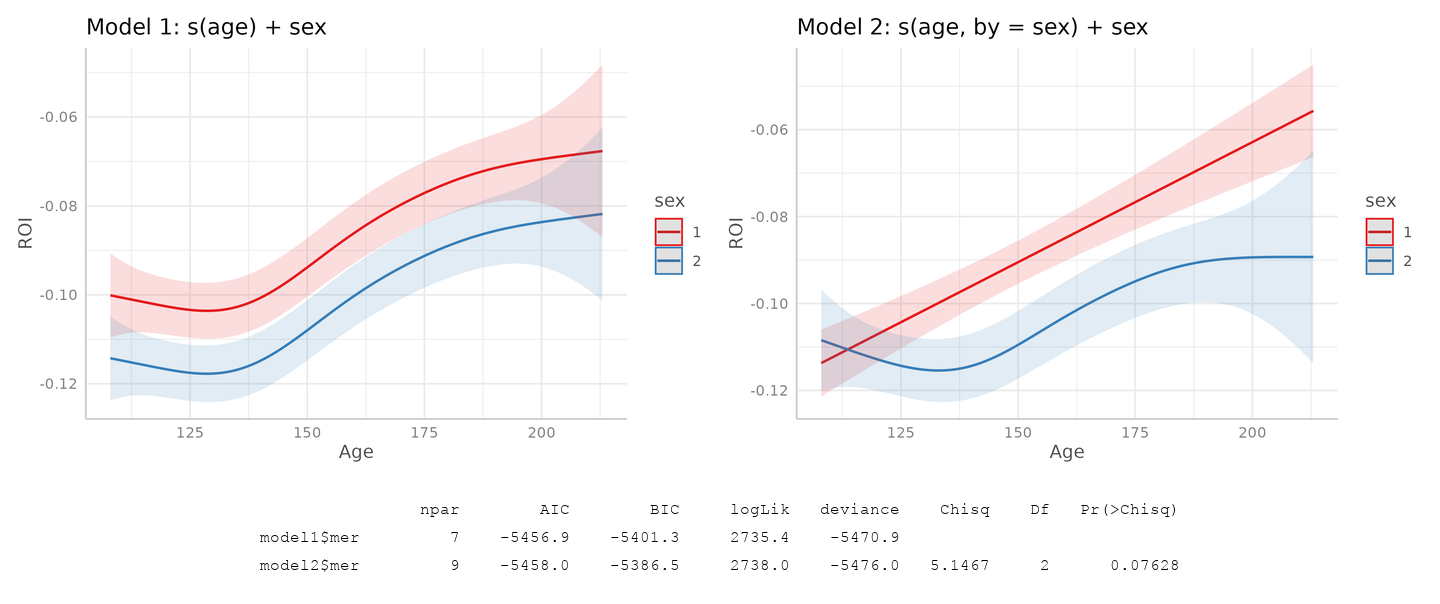 Model 1: s(age) + sex
-0.06
-0.08
-0.10
-0.12
ROI
125 150 175 200
Age
sex
1
2
Model 2: s(age, by = sex) + sex
-0.06
-0.08
-0.10
-0.12
ROI
125 150 175 200
Age
sex
1
2
npar AIC BIC logLik deviance Chisq Df Pr(>Chisq)
model1$mer 7 -5456.9 -5401.3 2735.4 -5470.9
model2$mer 9 -5458.0 -5386.5 2738.0 -5476.0 5.1467 2 0.07628